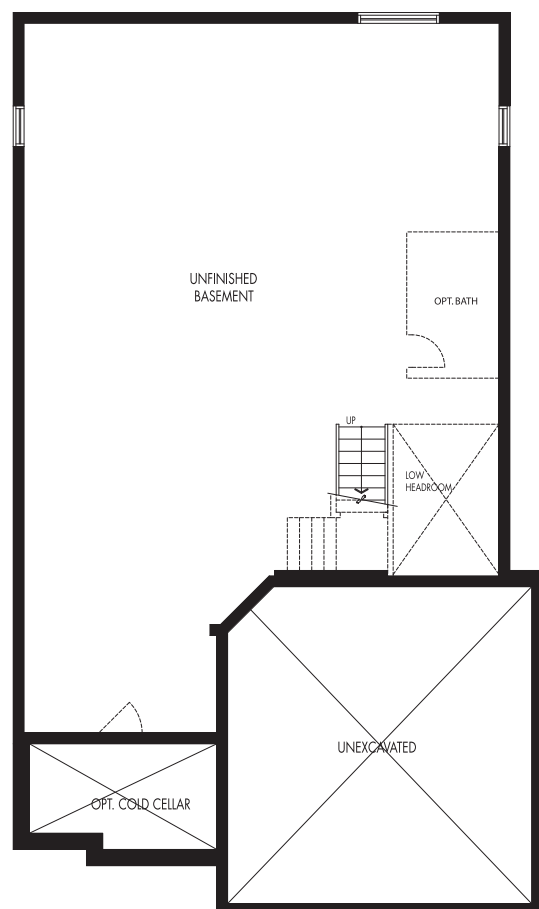 UNFINISHED
BASEMENT
OPT. BATH
UP
LOW
HEADROOM
UNEXCAVATED
OPT. COLD CELLAR